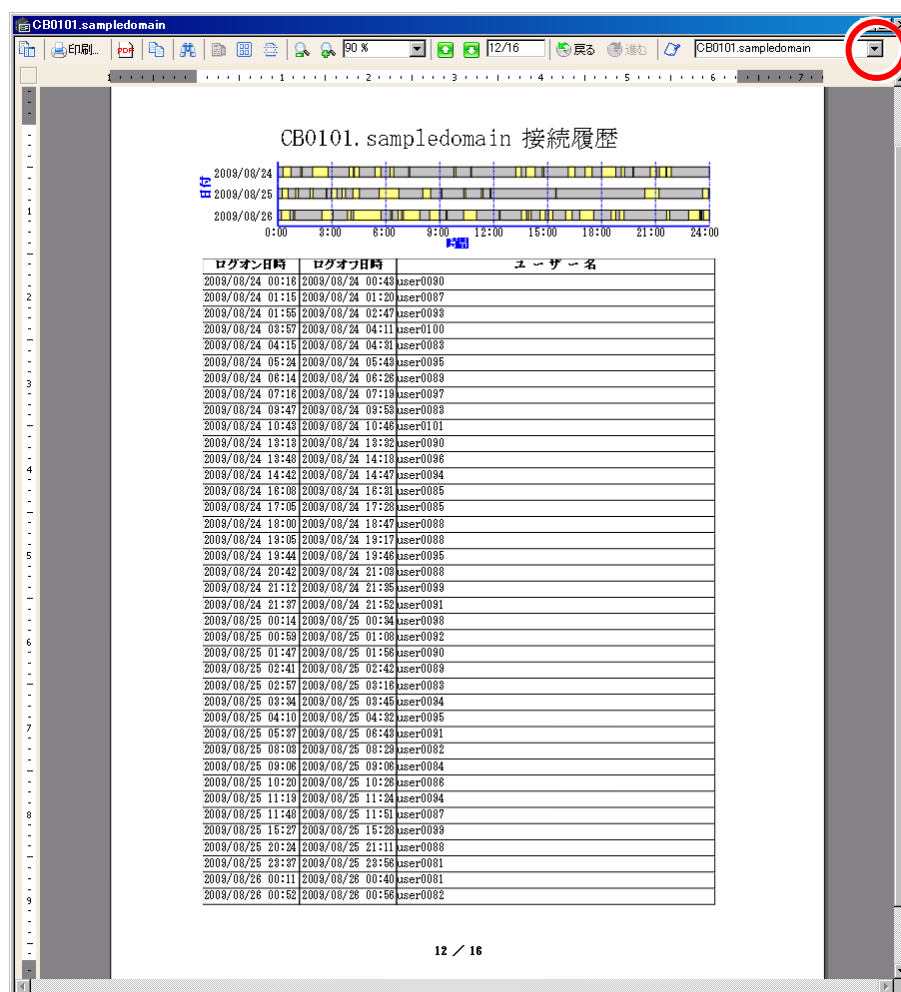 CB0101.sampledomain
印刷... PDF 90 % 12/16 戻る 進む CB0101.sampledomain
1 1 2 3 4 5 6 7
CB0101.sampledomain 接続履歴
日付
2009/08/24
2009/08/25
2009/08/26
0:00 3:00 6:00 9:00 12:00 15:00 18:00 21:00 24:00
時間
ログオン日時 ログオフ日時 ユーザー名
2009/08/24 00:16 2009/08/24 00:43 user0090
2009/08/24 01:15 2009/08/24 01:20 user0087
2009/08/24 01:55 2009/08/24 02:47 user0093
2009/08/24 03:57 2009/08/24 04:11 user0100
2009/08/24 04:15 2009/08/24 04:31 user0083
2009/08/24 05:24 2009/08/24 05:43 user0095
2009/08/24 06:14 2009/08/24 06:26 user0089
2009/08/24 07:16 2009/08/24 07:19 user0097
2009/08/24 09:47 2009/08/24 09:53 user0083
2009/08/24 10:43 2009/08/24 10:46 user0101
2009/08/24 13:13 2009/08/24 13:32 user0090
2009/08/24 13:48 2009/08/24 14:18 user0096
2009/08/24 14:42 2009/08/24 14:47 user0094
2009/08/24 16:08 2009/08/24 16:31 user0085
2009/08/24 17:05 2009/08/24 17:28 user0085
2009/08/24 18:00 2009/08/24 18:47 user0088
2009/08/24 19:05 2009/08/24 19:17 user0088
2009/08/24 19:44 2009/08/24 19:46 user0095
2009/08/24 20:42 2009/08/24 21:03 user0088
2009/08/24 21:12 2009/08/24 21:35 user0099
2009/08/24 21:37 2009/08/24 21:52 user0091
2009/08/25 00:14 2009/08/25 00:34 user0098
2009/08/25 00:59 2009/08/25 01:08 user0092
2009/08/25 01:47 2009/08/25 01:56 user0090
2009/08/25 02:41 2009/08/25 02:42 user0089
2009/08/25 02:57 2009/08/25 03:16 user0083
2009/08/25 03:34 2009/08/25 03:45 user0094
2009/08/25 04:10 2009/08/25 04:32 user0095
2009/08/25 05:37 2009/08/25 06:43 user0091
2009/08/25 08:03 2009/08/25 08:29 user0082
2009/08/25 09:06 2009/08/25 09:06 user0084
2009/08/25 10:20 2009/08/25 10:26 user0086
2009/08/25 11:19 2009/08/25 11:24 user0094
2009/08/25 11:48 2009/08/25 11:51 user0087
2009/08/25 15:27 2009/08/25 15:28 user0099
2009/08/25 20:24 2009/08/25 21:11 user0088
2009/08/25 23:37 2009/08/25 23:56 user0081
2009/08/26 00:11 2009/08/26 00:40 user0081
2009/08/26 00:52 2009/08/26 00:56 user0082
1
2
3
4
5
6
7
8
9
12 / 16